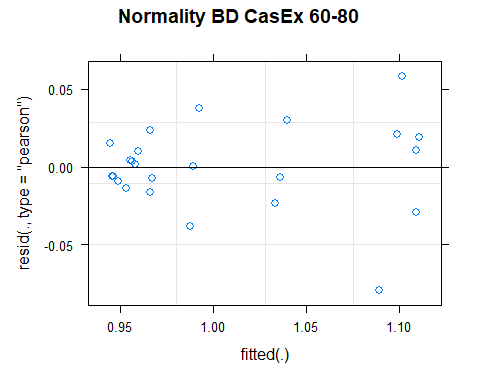 Normality BD CasEx 60-80
resid(., type = "pearson")
0.05
0.00
-0.05
0.95 1.00 1.05 1.10
fitted(.)